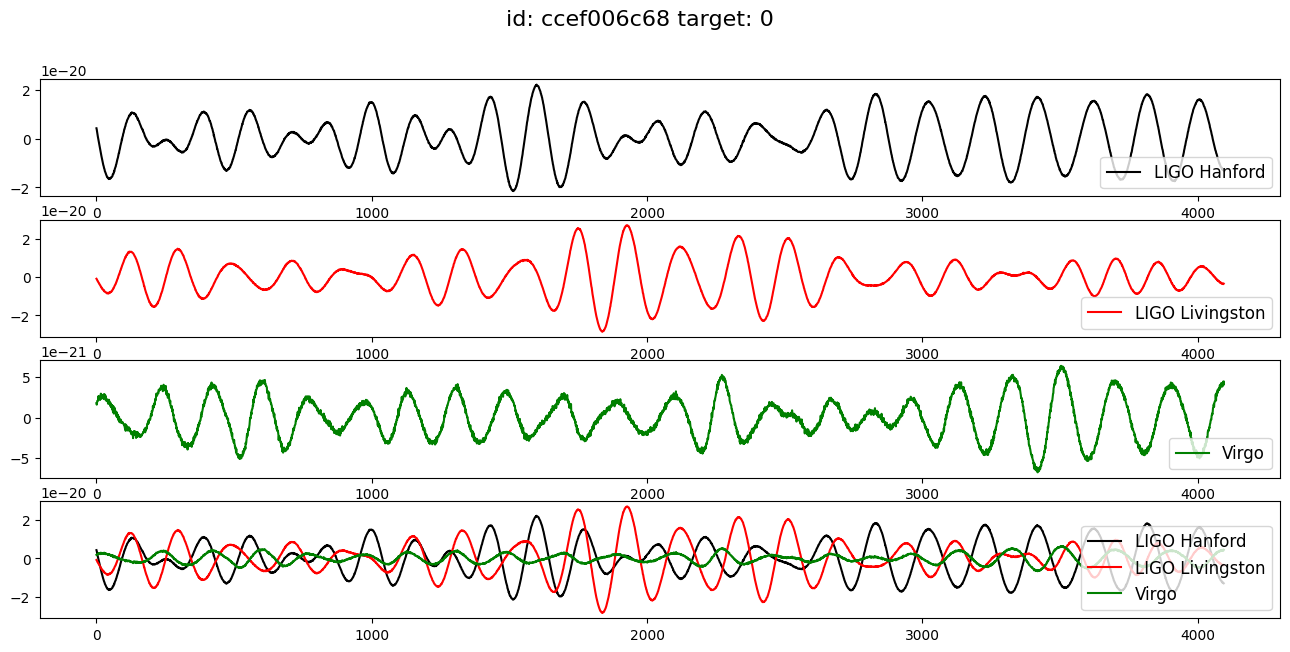 id: ccef006c68 target: 0
1e−20
2
0
−2
LIGO Hanford
0 1000 2000 3000 4000
1e−20
2
0
−2
LIGO Livingston
0 1000 2000 3000 4000
1e−21
5
0
−5
Virgo
0 1000 2000 3000 4000
1e−20
2
0
−2
LIGO Hanford
LIGO Livingston
Virgo
0 1000 2000 3000 4000